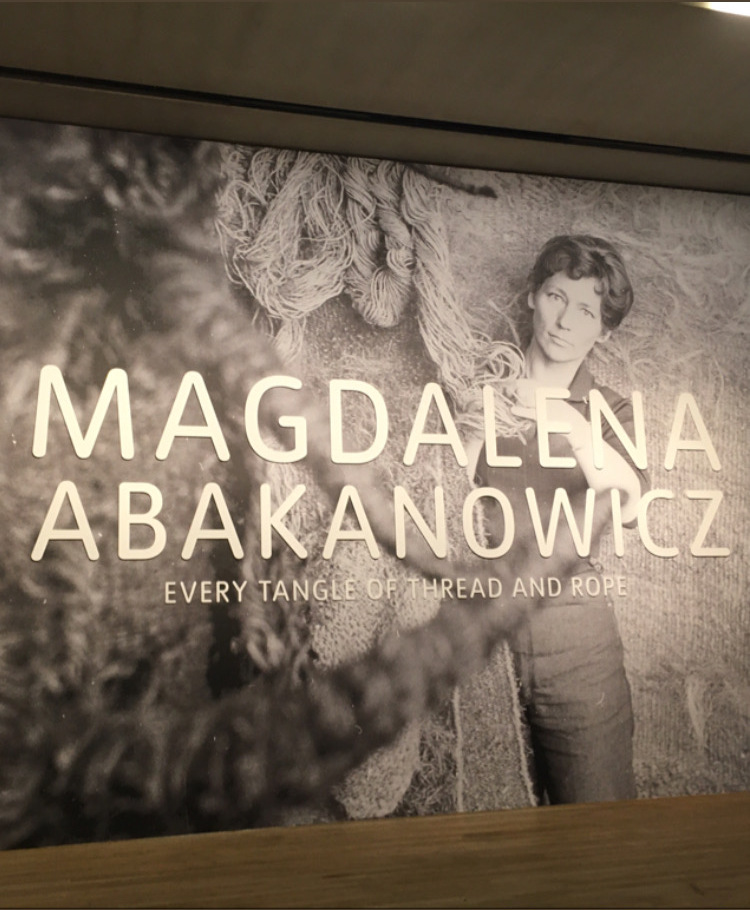 MAGDALENA
ABAKANOWICZ
EVERY TANGLE OF THREAD AND ROPE